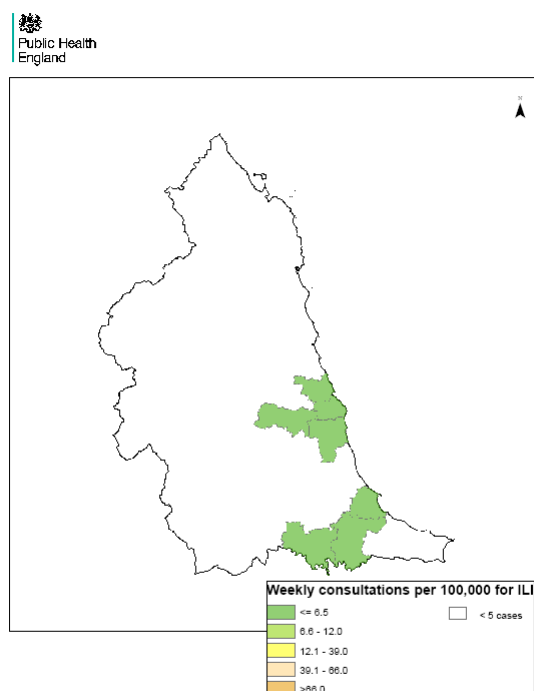 Public Health
England
N
Weekly consultations per 100,000 for ILI
<= 6.5
< 5 cases
6.6 - 12.0
12.1 - 39.0
39.1 - 66.0
>66.0